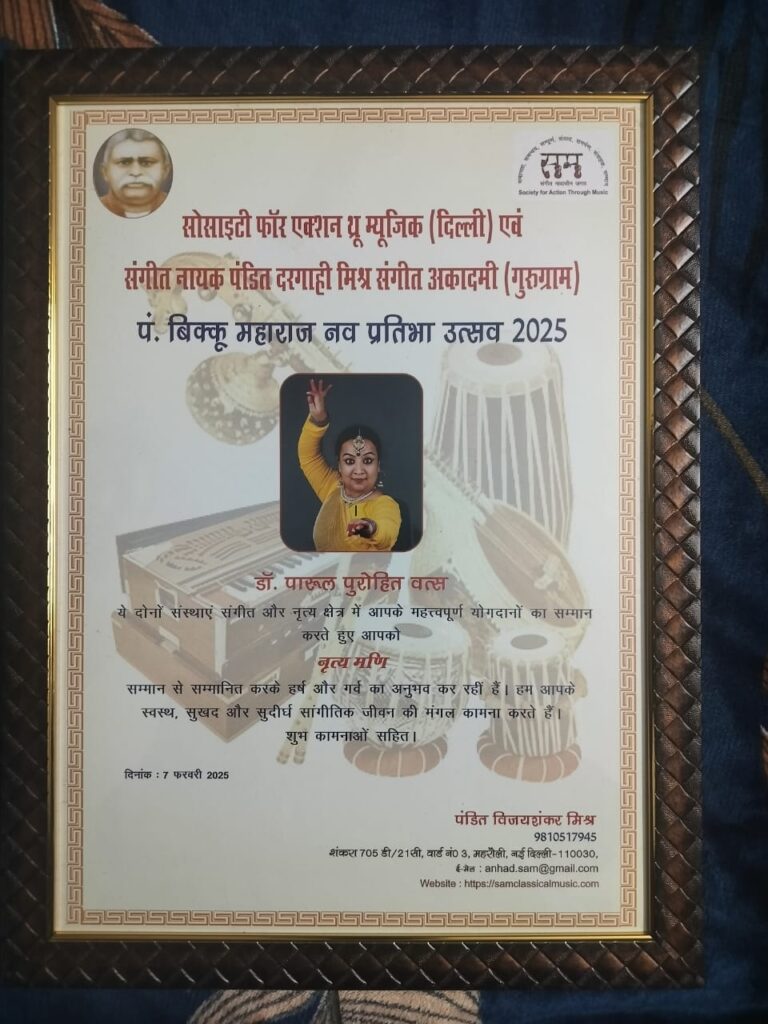 सम
संगीत नादाधीन जगत
Society for Action Through Music
सोसाइटी फॉर एक्शन थ्रू म्यूजिक (दिल्ली) एवं
संगीत नायक पंडित दरगाही मिश्र संगीत अकादमी (गुरुग्राम)
पं. बिक्कू महाराज नव प्रतिभा उत्सव 2025
डॉ. पारूल पुरोहित वत्स
ये दोनों संस्थाएं संगीत और नृत्य क्षेत्र में आपके महत्त्वपूर्ण योगदानों का सम्मान
करते हुए आपको
नृत्य मणि
सम्मान से सम्मानित करके हर्ष और गर्व का अनुभव कर रहीं हैं। हम आपके
स्वस्थ, सुखद और सुदीर्घ सांगीतिक जीवन की मंगल कामना करते हैं।
शुभ कामनाओं सहित।
दिनांक : 7 फरवरी 2025
पंडित विजयशंकर मिश्र
9810517945
शंकरा 705 डी/21सी, वार्ड नं0 3, महरौली, नई दिल्ली-110030,
ई-मेल : anhad.sam@gmail.com
Website : https://samclassicalmusic.com